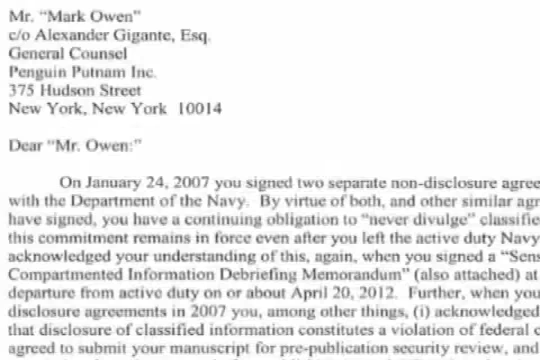 Mr. "Mark Owen"
c/o Alexander Gigante, Esq.
General Counsel
Penguin Putnam Inc.
375 Hudson Street
New York, New York 10014
Dear "Mr. Owen:"
On January 24, 2007 you signed two separate non-disclosure agree
with the Department of the Navy. By virtue of both, and other similar agr
have signed, you have a continuing obligation to "never divulge" classifie
this commitment remains in force even after you left the active duty Navy
acknowledged your understanding of this, again, when you signed a "Sens
Compartmented Information Debriefing Memorandum" (also attached) at
departure from active duty on or about April 20, 2012. Further, when you
disclosure agreements in 2007 you, among other things, (i) acknowledged
that disclosure of classified information constitutes a violation of federal c
agreed to submit your manuscript for pre-publication security review, and